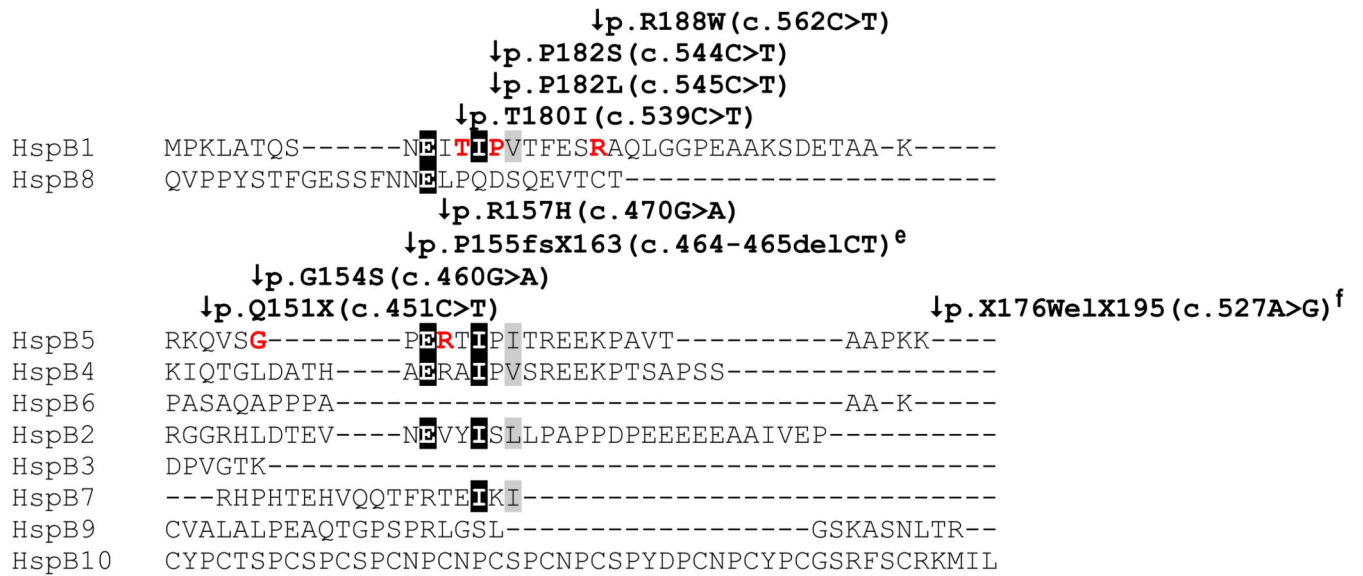 ↓p.R188W(c.562C>T)
↓p.P182S(c.544C>T)
↓p.P182L(c.545C>T)
↓p.T180I(c.539C>T)
HspB1 MPKLATQS------NEITIPVTFESRAQLGGPEAAKSDETAA-K-----
HspB8 QVPPYSTFGESSFNNELPQDSQEVTCT----------------------
↓p.R157H(c.470G>A)
↓p.P155fsX163(c.464-465delCT)e
↓p.G154S(c.460G>A)
↓p.Q151X(c.451C>T) ↓p.X176WelX195(c.527A>G)f
HspB5 RKQVSG--------PERTIPITREEKPAVT----------AAPKK----
HspB4 KIQTGLDATH----AERAIPVSREEKPTSAPSS----------------
HspB6 PASAQAPPPA------------------------------AA-K-----
HspB2 RGGRHLDTEV----NEVYISLLPAPPDPEEEEEAAIVEP----------
HspB3 DPVGTK-------------------------------------------
HspB7 ---RHPHTEHVQQTFRTEIKI----------------------------
HspB9 CVALALPEAQTGPSPRLGSL------------------GSKASNLTR--
HspB10 CYPCTSPCSPCSPCNPCNPCSPCNPCSPYDPCNPCYPCGSRFSCRKMIL